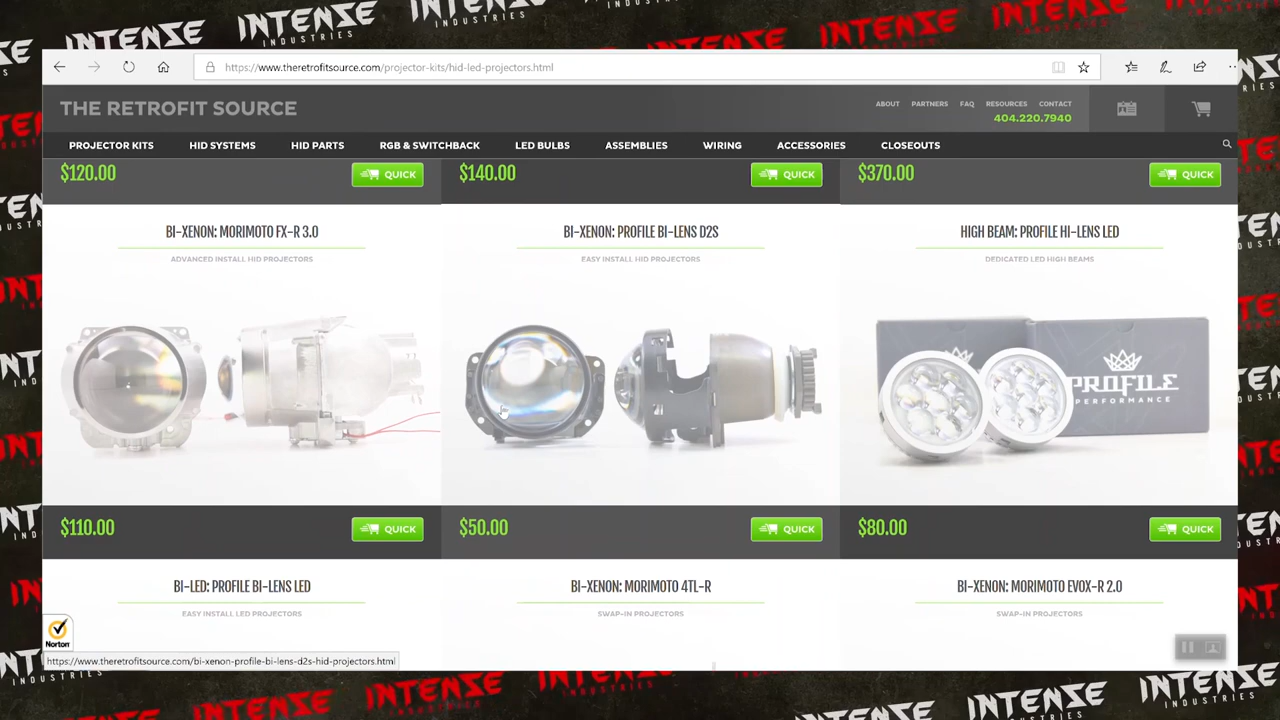 INTENSE
INDUSTRIES
https://www.theretrofitsource.com/projector-kits/hid-led-projectors.html
THE RETROFIT SOURCE
ABOUT PARTNERS FAQ RESOURCES CONTACT
404.220.7940
PROJECTOR KITS HID SYSTEMS HID PARTS RGB & SWITCHBACK LED BULBS ASSEMBLIES WIRING ACCESSORIES CLOSEOUTS
$120.00 QUICK $140.00 QUICK $370.00 QUICK
BI-XENON: MORIMOTO FX-R 3.0 BI-XENON: PROFILE BI-LENS D2S HIGH BEAM: PROFILE HI-LENS LED
ADVANCED INSTALL HID PROJECTORS EASY INSTALL HID PROJECTORS DEDICATED LED HIGH BEAMS
PROFILE
PERFORMANCE
$110.00 QUICK $50.00 QUICK $80.00 QUICK
BI-LED: PROFILE BI-LENS LED BI-XENON: MORIMOTO 4TL-R BI-XENON: MORIMOTO EVOX-R 2.0
EASY INSTALL LED PROJECTORS SWAP-IN PROJECTORS SWAP-IN PROJECTORS
Norton
https://www.theretrofitsource.com/bi-xenon-profile-bi-lens-d2s-hid-projectors.html
INTENSE
INDUSTRIES